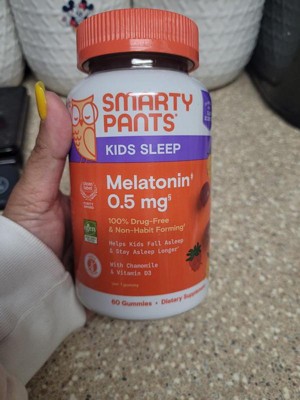 SMARTY
PANTS®
KIDS SLEEP
Melatonin†
0.5 mg§
100% Drug-Free
& Non-Habit Forming†
Helps Kids Fall Asleep
& Stay Asleep Longer†
With Chamomile
& Vitamin D3
60 Gummies • Dietary Supplement